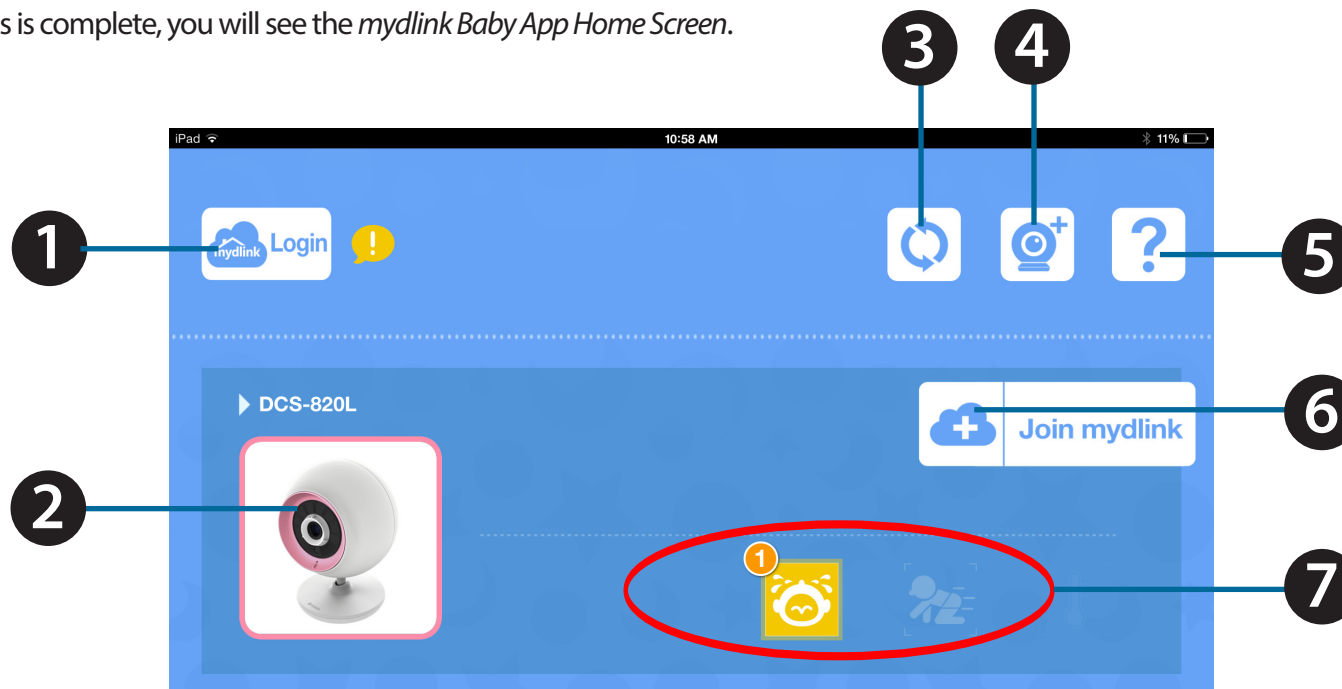 s is complete, you will see the mydlink Baby App Home Screen.
3 4
iPad 10:58 AM 11%
1 mydlink Login ! ? 5
DCS-820L
6
Join mydlink
2
1
7